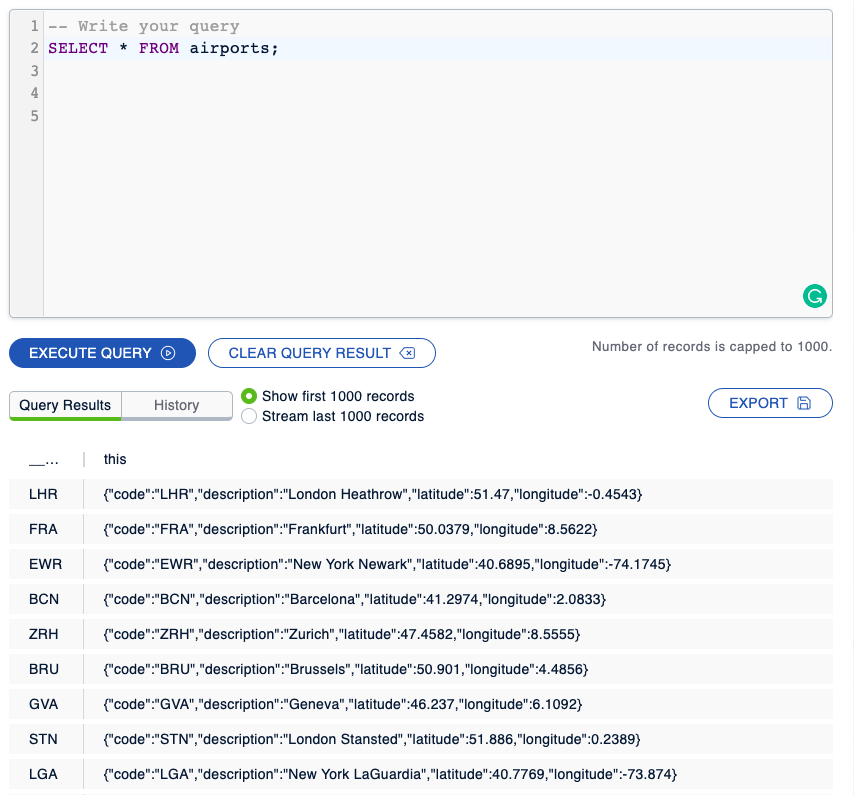 1 -- Write your query
2 SELECT * FROM airports;
3
4
5
EXECUTE QUERY
CLEAR QUERY RESULT
Number of records is capped to 1000.
Query Results
History
Show first 1000 records
Stream last 1000 records
EXPORT
__... this
LHR {"code":"LHR","description":"London Heathrow","latitude":51.47,"longitude":-0.4543}
FRA {"code":"FRA","description":"Frankfurt","latitude":50.0379,"longitude":8.5622}
EWR {"code":"EWR","description":"New York Newark","latitude":40.6895,"longitude":-74.1745}
BCN {"code":"BCN","description":"Barcelona","latitude":41.2974,"longitude":2.0833}
ZRH {"code":"ZRH","description":"Zurich","latitude":47.4582,"longitude":8.5555}
BRU {"code":"BRU","description":"Brussels","latitude":50.901,"longitude":4.4856}
GVA {"code":"GVA","description":"Geneva","latitude":46.237,"longitude":6.1092}
STN {"code":"STN","description":"London Stansted","latitude":51.886,"longitude":0.2389}
LGA {"code":"LGA","description":"New York LaGuardia","latitude":40.7769,"longitude":-73.874}